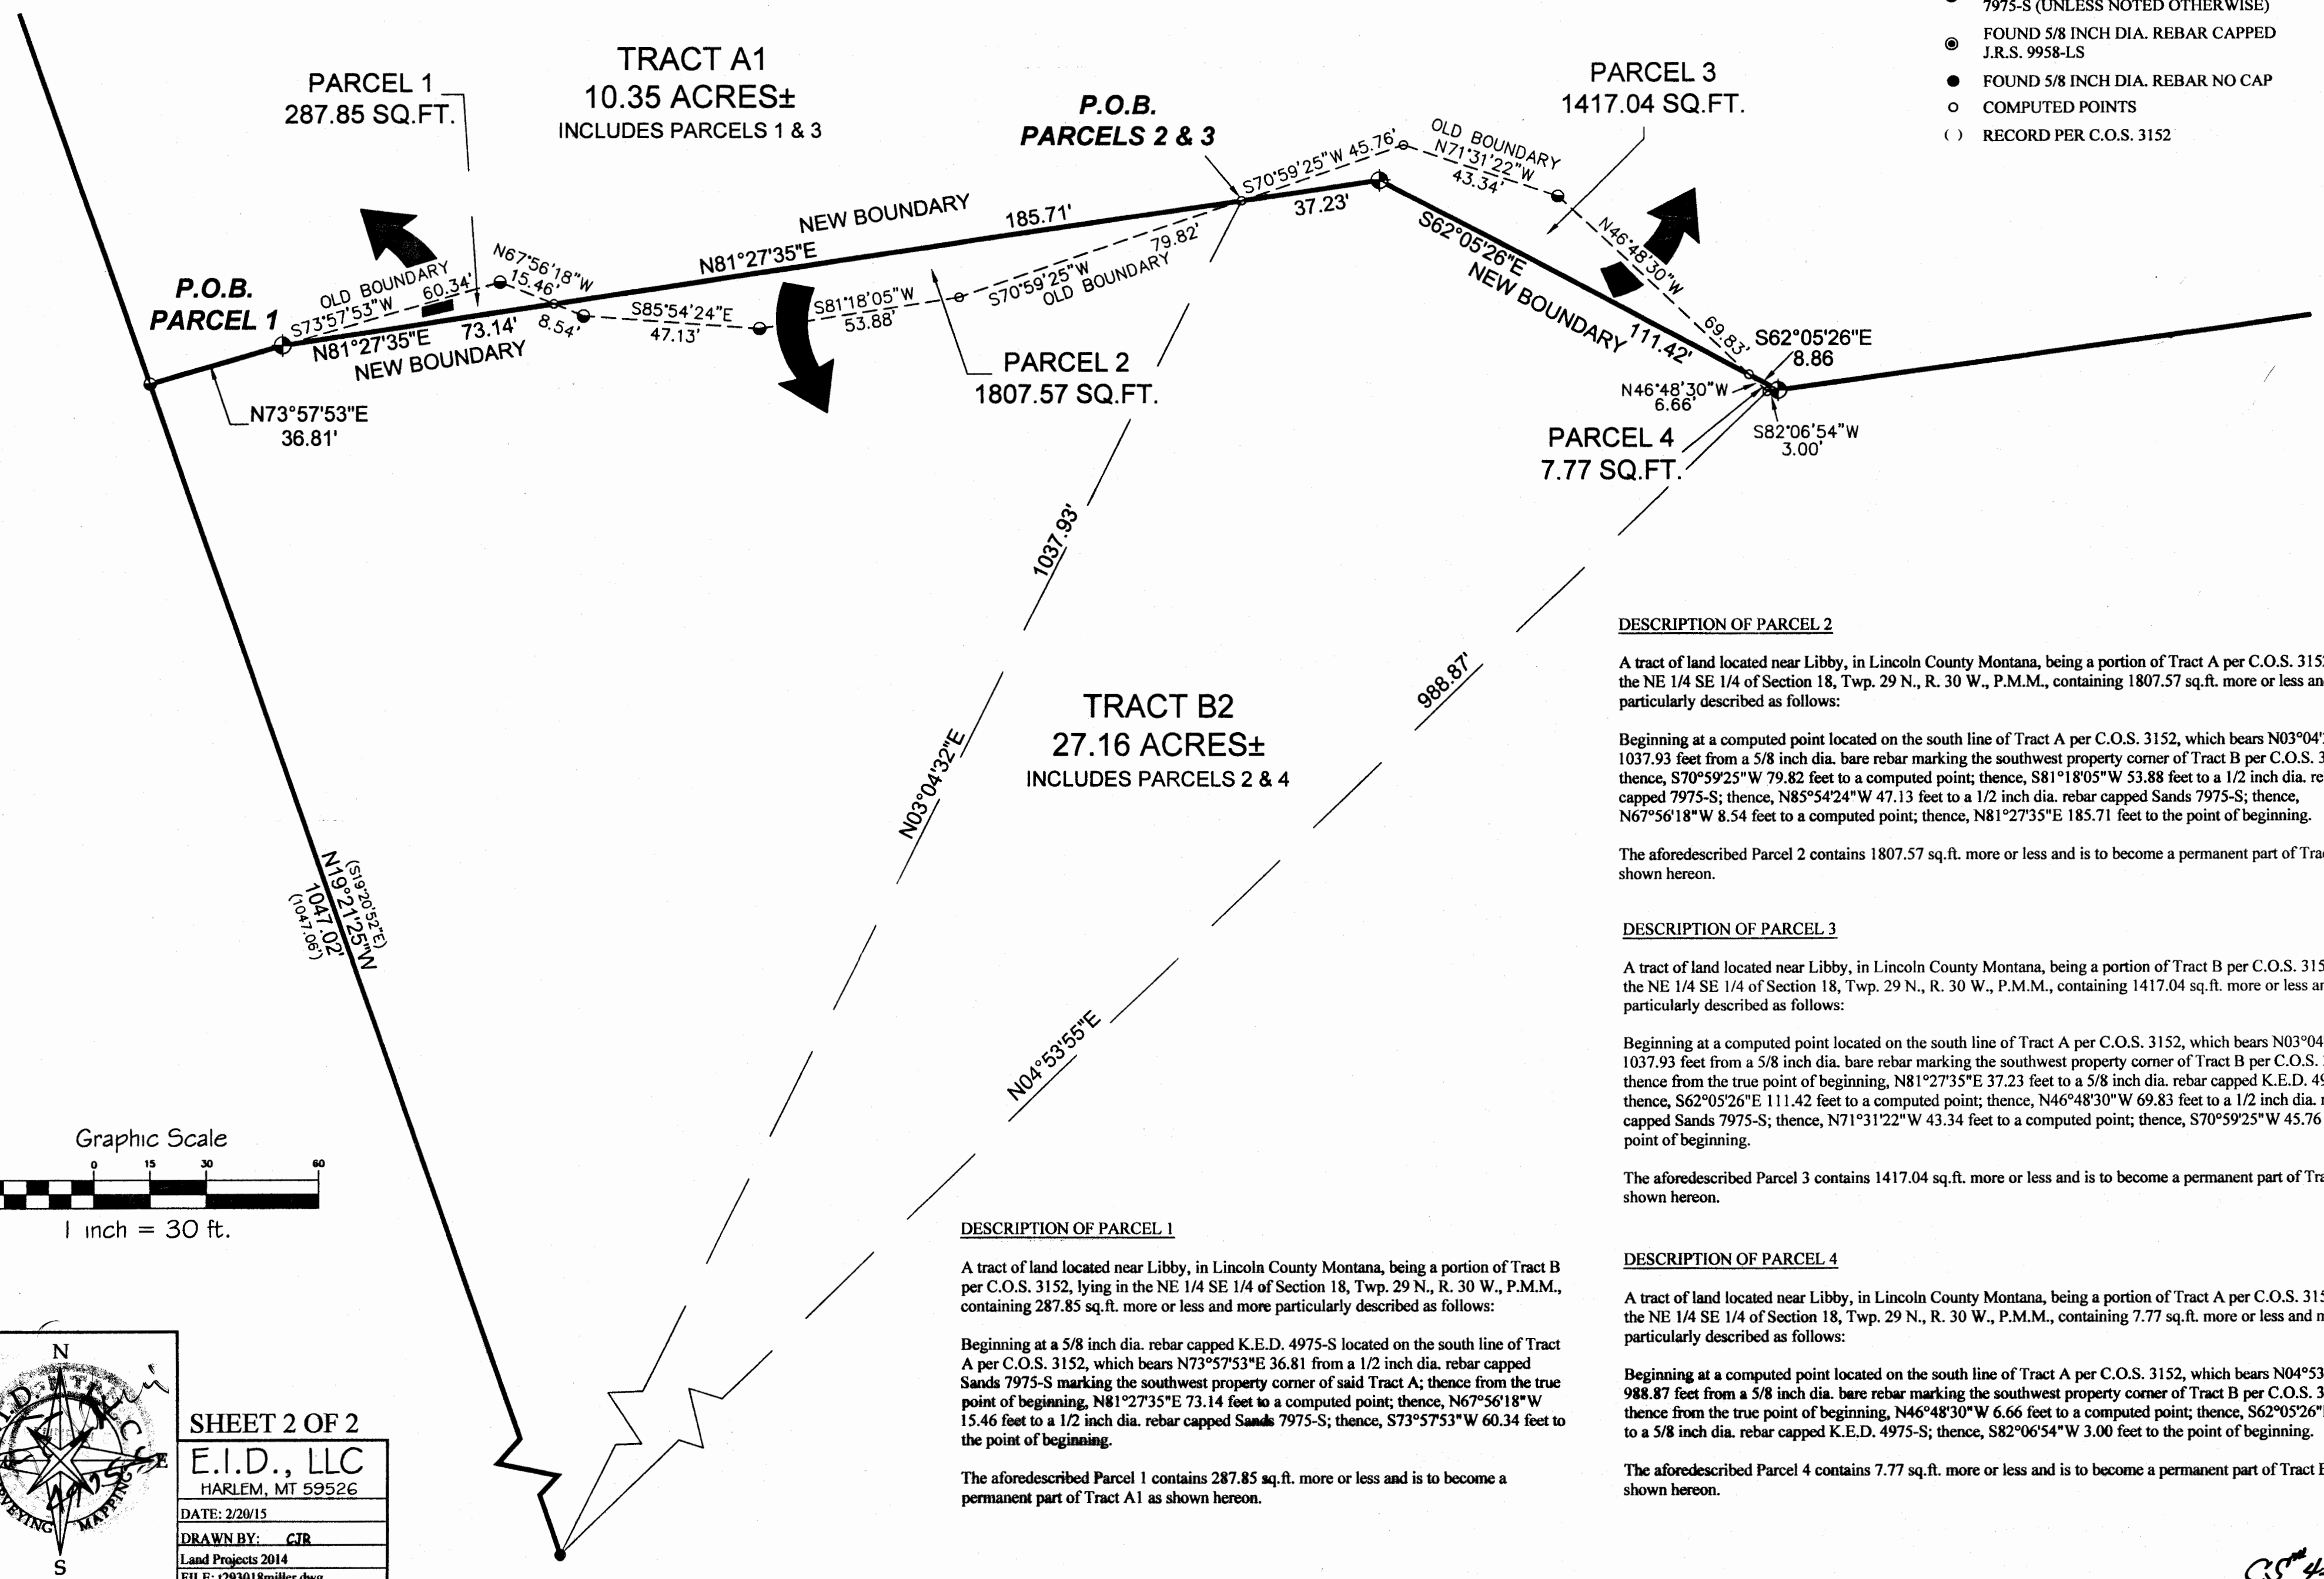 7975-S (UNLESS NOTED OTHERWISE)
FOUND 5/8 INCH DIA. REBAR CAPPED
J.R.S. 9958-LS
FOUND 5/8 INCH DIA. REBAR NO CAP
COMPUTED POINTS
( ) RECORD PER C.O.S. 3152
TRACT A1
10.35 ACRES±
INCLUDES PARCELS 1 & 3
PARCEL 1
287.85 SQ.FT.
P.O.B.
PARCELS 2 & 3
PARCEL 3
1417.04 SQ.FT.
OLD BOUNDARY
N71°31'22"W
43.34'
S70°59'25"W 45.76'
NEW BOUNDARY
185.71'
N81°27'35"E
37.23'
S62°05'26"E
NEW BOUNDARY
111.42'
N46°48'30"W
69.83'
S62°05'26"E
8.86
N46°48'30"W
6.66'
S82°06'54"W
3.00'
PARCEL 4
7.77 SQ.FT.
P.O.B.
PARCEL 1
OLD BOUNDARY
S73°57'53"W
60.34'
N67°56'18"W
15.46'
8.54'
N81°27'35"E
73.14'
NEW BOUNDARY
S85°54'24"E
47.13'
S81°18'05"W
53.88'
S70°59'25"W
79.82'
OLD BOUNDARY
PARCEL 2
1807.57 SQ.FT.
N73°57'53"E
36.81'
1037.93'
N03°04'32"E
988.87'
N04°53'55"E
TRACT B2
27.16 ACRES±
INCLUDES PARCELS 2 & 4
(S19°20'52"E)
N19°21'25"W
1047.02'
(1047.06')
Graphic Scale
0 15 30 60
1 inch = 30 ft.
DESCRIPTION OF PARCEL 1
A tract of land located near Libby, in Lincoln County Montana, being a portion of Tract B
per C.O.S. 3152, lying in the NE 1/4 SE 1/4 of Section 18, Twp. 29 N., R. 30 W., P.M.M.,
containing 287.85 sq.ft. more or less and more particularly described as follows:
Beginning at a 5/8 inch dia. rebar capped K.E.D. 4975-S located on the south line of Tract
A per C.O.S. 3152, which bears N73°57'53"E 36.81 from a 1/2 inch dia. rebar capped
Sands 7975-S marking the southwest property corner of said Tract A; thence from the true
point of beginning, N81°27'35"E 73.14 feet to a computed point; thence, N67°56'18"W
15.46 feet to a 1/2 inch dia. rebar capped Sands 7975-S; thence, S73°57'53"W 60.34 feet to
the point of beginning.
The aforedescribed Parcel 1 contains 287.85 sq.ft. more or less and is to become a
permanent part of Tract A1 as shown hereon.
DESCRIPTION OF PARCEL 2
A tract of land located near Libby, in Lincoln County Montana, being a portion of Tract A per C.O.S. 315
the NE 1/4 SE 1/4 of Section 18, Twp. 29 N., R. 30 W., P.M.M., containing 1807.57 sq.ft. more or less an
particularly described as follows:
Beginning at a computed point located on the south line of Tract A per C.O.S. 3152, which bears N03°04'
1037.93 feet from a 5/8 inch dia. bare rebar marking the southwest property corner of Tract B per C.O.S. 3
thence, S70°59'25"W 79.82 feet to a computed point; thence, S81°18'05"W 53.88 feet to a 1/2 inch dia. re
capped 7975-S; thence, N85°54'24"W 47.13 feet to a 1/2 inch dia. rebar capped Sands 7975-S; thence,
N67°56'18"W 8.54 feet to a computed point; thence, N81°27'35"E 185.71 feet to the point of beginning.
The aforedescribed Parcel 2 contains 1807.57 sq.ft. more or less and is to become a permanent part of Tra
shown hereon.
DESCRIPTION OF PARCEL 3
A tract of land located near Libby, in Lincoln County Montana, being a portion of Tract B per C.O.S. 315
the NE 1/4 SE 1/4 of Section 18, Twp. 29 N., R. 30 W., P.M.M., containing 1417.04 sq.ft. more or less an
particularly described as follows:
Beginning at a computed point located on the south line of Tract A per C.O.S. 3152, which bears N03°04
1037.93 feet from a 5/8 inch dia. bare rebar marking the southwest property corner of Tract B per C.O.S.
thence from the true point of beginning, N81°27'35"E 37.23 feet to a 5/8 inch dia. rebar capped K.E.D. 49
thence, S62°05'26"E 111.42 feet to a computed point; thence, N46°48'30"W 69.83 feet to a 1/2 inch dia. r
capped Sands 7975-S; thence, N71°31'22"W 43.34 feet to a computed point; thence, S70°59'25"W 45.76
point of beginning.
The aforedescribed Parcel 3 contains 1417.04 sq.ft. more or less and is to become a permanent part of Tra
shown hereon.
DESCRIPTION OF PARCEL 4
A tract of land located near Libby, in Lincoln County Montana, being a portion of Tract A per C.O.S. 315
the NE 1/4 SE 1/4 of Section 18, Twp. 29 N., R. 30 W., P.M.M., containing 7.77 sq.ft. more or less and m
particularly described as follows:
Beginning at a computed point located on the south line of Tract A per C.O.S. 3152, which bears N04°53
988.87 feet from a 5/8 inch dia. bare rebar marking the southwest property corner of Tract B per C.O.S. 3
thence from the true point of beginning, N46°48'30"W 6.66 feet to a computed point; thence, S62°05'26"
to a 5/8 inch dia. rebar capped K.E.D. 4975-S; thence, S82°06'54"W 3.00 feet to the point of beginning.
The aforedescribed Parcel 4 contains 7.77 sq.ft. more or less and is to become a permanent part of Tract B
shown hereon.
N
E
S
SURVEYING MAPPING
SHEET 2 OF 2
E.I.D., LLC
HARLEM, MT 59526
DATE: 2/20/15
DRAWN BY: CJR
Land Projects 2014
FILE: t293018miller.dwg